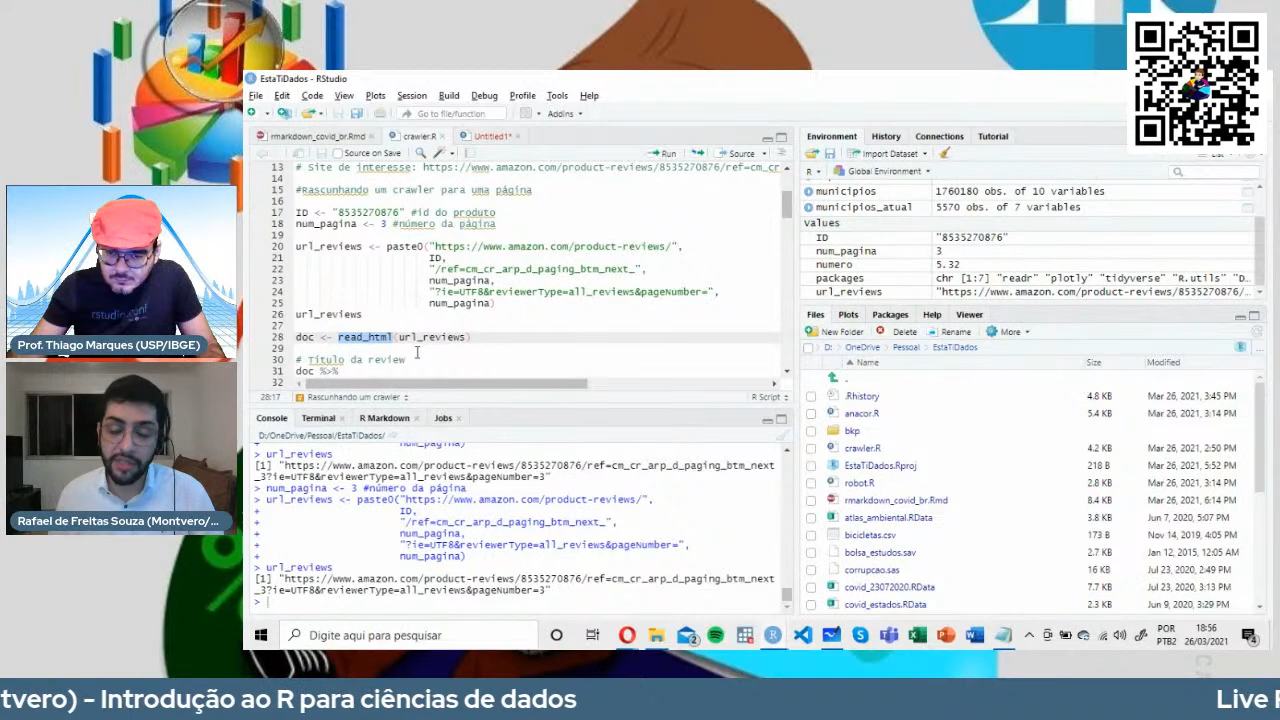 EstaTiDados - RStudio
File Edit Code View Plots Session Build Debug Profile Tools Help
Go to file/function Addins
rmarkdown_covid_br.Rmd crawler.R Untitled1*
Source on Save Run Source
13 # Site de interesse: https://www.amazon.com/product-reviews/8535270876/ref=cm_cr
14
15 #Rascunhando um crawler para uma página
16
17 ID <- "8535270876" #id do produto
18 num_pagina <- 3 #número da página
19
20 url_reviews <- paste0("https://www.amazon.com/product-reviews/",
21 ID,
22 "/ref=cm_cr_arp_d_paging_btm_next_",
23 num_pagina,
24 "?ie=UTF8&reviewerType=all_reviews&pageNumber=",
25 num_pagina)
26 url_reviews
27
28 doc <- read_html(url_reviews)
29
30 # Título da review
31 doc %>%
32
28:17 Rascunhando um crawler R Script
Console Terminal R Markdown Jobs
D:/OneDrive/Pessoal/EstaTiDados/
+ num_pagina)
> url_reviews
[1] "https://www.amazon.com/product-reviews/8535270876/ref=cm_cr_arp_d_paging_btm_next
_3?ie=UTF8&reviewerType=all_reviews&pageNumber=3"
> num_pagina <- 3 #número da página
> url_reviews <- paste0("https://www.amazon.com/product-reviews/",
+ ID,
+ "/ref=cm_cr_arp_d_paging_btm_next_",
+ num_pagina,
+ "?ie=UTF8&reviewerType=all_reviews&pageNumber=",
+ num_pagina)
> url_reviews
[1] "https://www.amazon.com/product-reviews/8535270876/ref=cm_cr_arp_d_paging_btm_next
_3?ie=UTF8&reviewerType=all_reviews&pageNumber=3"
>
Environment History Connections Tutorial
Import Dataset
R Global Environment
municipios 1760180 obs. of 10 variables
municipios_atual 5570 obs. of 7 variables
Values
ID "8535270876"
num_pagina 3
numero 5.32
packages chr [1:7] "readr" "plotly" "tidyverse" "R.utils" "D…
url_reviews "https://www.amazon.com/product-reviews/8535270876/r…
Files Plots Packages Help Viewer
New Folder Delete Rename More
D: OneDrive Pessoal EstaTiDados
Name Size Modified
..
.Rhistory 4.8 KB Mar 26, 2021, 3:45 PM
anacor.R 5.4 KB Mar 26, 2021, 3:14 PM
bkp
crawler.R 4.2 KB Mar 26, 2021, 2:50 PM
EstaTiDados.Rproj 218 B Mar 26, 2021, 5:52 PM
robot.R 2.8 KB Mar 26, 2021, 3:14 PM
rmarkdown_covid_br.Rmd 8.4 KB Mar 26, 2021, 6:14 PM
atlas_ambiental.RData 3.8 KB Jun 7, 2020, 5:07 PM
bicicletas.csv 173 B Nov 14, 2019, 4:05 PM
bolsa_estudos.sav 2.7 KB Jan 12, 2015, 12:05 AM
corrupcao.sas 16 KB Jul 23, 2020, 2:49 PM
covid_23072020.RData 7.7 KB Jul 23, 2020, 3:13 PM
covid_estados.RData 2.3 KB Jun 9, 2020, 3:29 PM
Prof. Thiago Marques (USP/IBGE)
Rafael de Freitas Souza (Montvero/...
Digite aqui para pesquisar
POR
PTB2
18:56
26/03/2021
tvero) - Introdução ao R para ciências de dados
Live